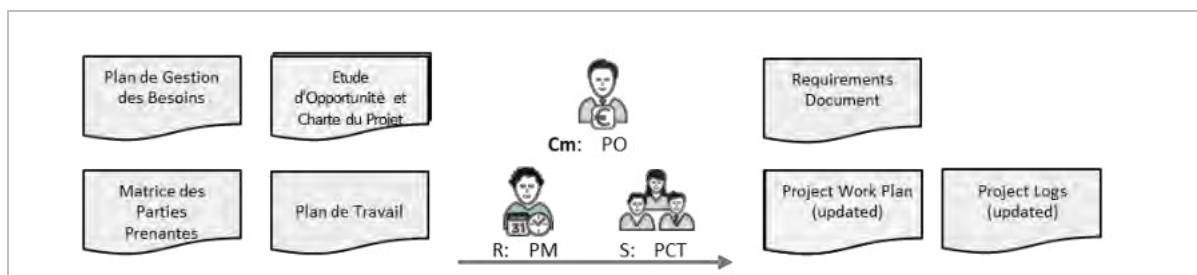 Plan de Gestion
des Besoins
Etude
d'Opportunité et
Charte du Projet
€
Cm: PO
Requirements
Document
Matrice des
Parties
Prenantes
Plan de Travail
31
R: PM
S: PCT
Project Work Plan
(updated)
Project Logs
(updated)